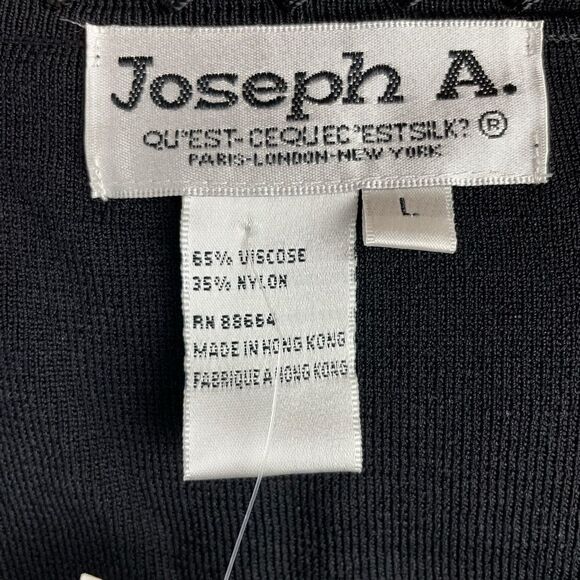 Joseph A.
QU'EST-CEQUEC'ESTSILK? ®
PARIS-LONDON-NEW YORK
L
65% VISCOSE
35% NYLON
RN 88664
MADE IN HONG KONG
FABRIQUE A HONG KONG